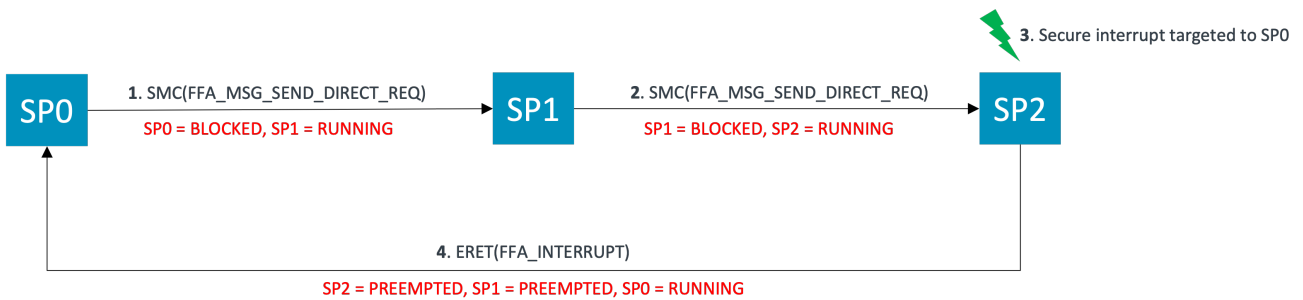 3. Secure interrupt targeted to SP0
SP0
1. SMC(FFA_MSG_SEND_DIRECT_REQ)
SP0 = BLOCKED, SP1 = RUNNING
SP1
2. SMC(FFA_MSG_SEND_DIRECT_REQ)
SP1 = BLOCKED, SP2 = RUNNING
SP2
4. ERET(FFA_INTERRUPT)
SP2 = PREEMPTED, SP1 = PREEMPTED, SP0 = RUNNING